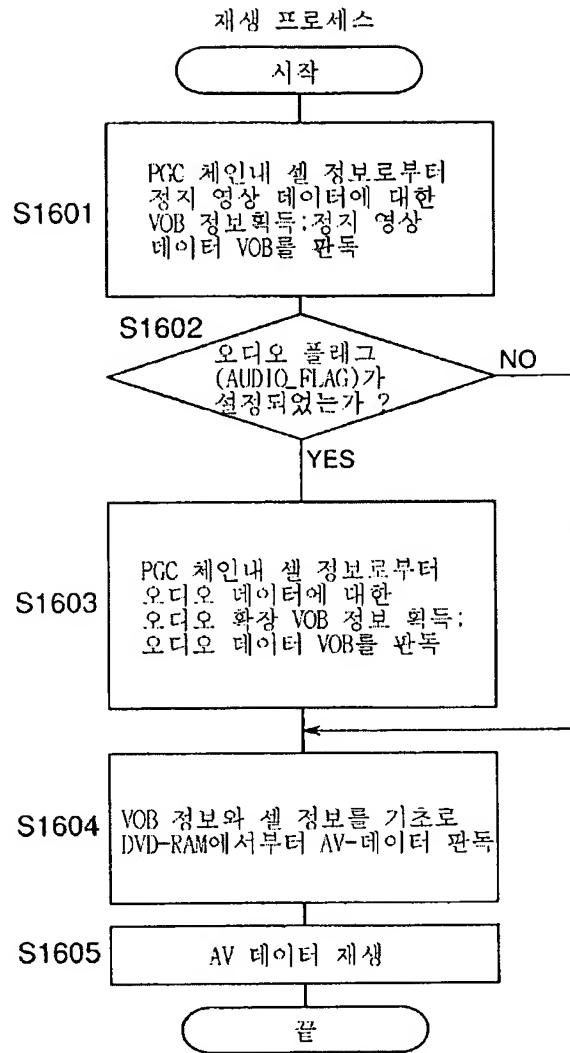 재생 프로세스
시작
PGC 체인내 셀 정보로부터
정지 영상 데이터에 대한
VOB 정보획득:정지 영상
데이터 VOB를 판독
S1601
S1602
오디오 플래그
(AUDIO_FLAG)가
설정되었는가 ?
NO
YES
PGC 체인내 셀 정보로부터
오디오 데이터에 대한
오디오 확장 VOB 정보 획득:
오디오 데이터 VOB를 판독
S1603
VOB 정보와 셀 정보를 기초로
DVD-RAM에서부터 AV-데이터 판독
S1604
S1605
AV 데이터 재생
끝